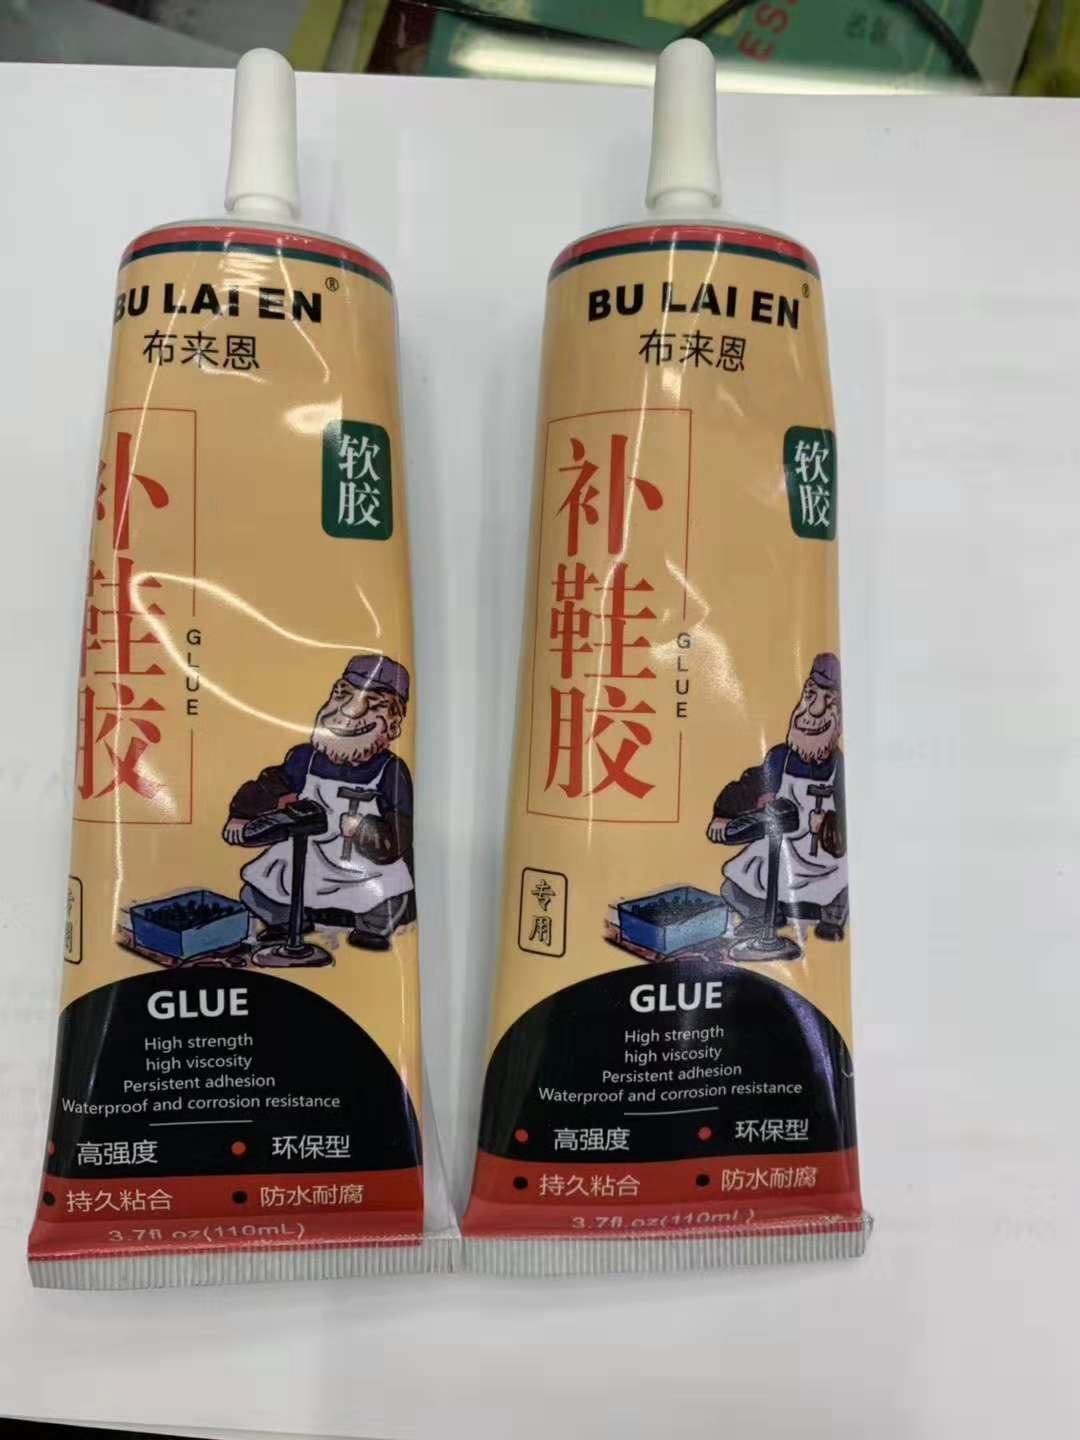 BU LAI EN®
布来恩
软胶
补鞋胶
GLUE
专用
GLUE
High strength
high viscosity
Persistent adhesion
Waterproof and corrosion resistance
高强度
环保型
持久粘合
防水耐腐
3.7fl oz(110mL)
BU LAI EN®
布来恩
软胶
补鞋胶
GLUE
专用
GLUE
High strength
high viscosity
Persistent adhesion
Waterproof and corrosion resistance
高强度
环保型
持久粘合
防水耐腐
3.7fl oz(110mL)